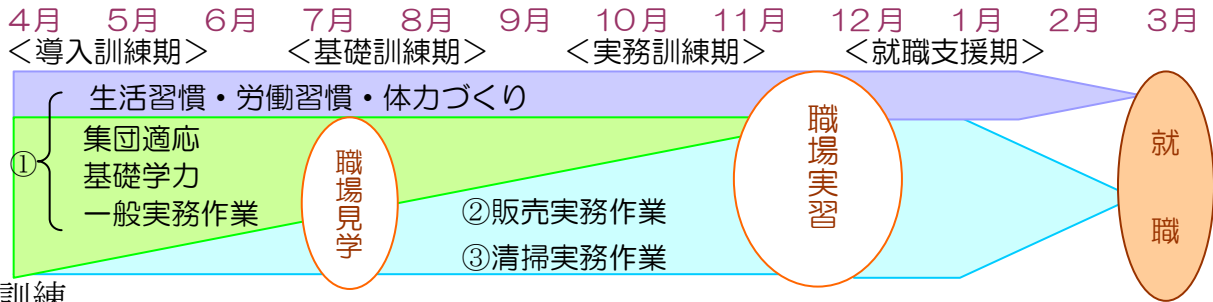 4月 5月 6月 7月 8月 9月 10月 11月 12月 1月 2月 3月
＜導入訓練期＞ ＜基礎訓練期＞ ＜実務訓練期＞ ＜就職支援期＞
生活習慣・労働習慣・体力づくり
①
集団適応
基礎学力
一般実務作業
職場見学
②販売実務作業
③清掃実務作業
職場実習
就職
訓練